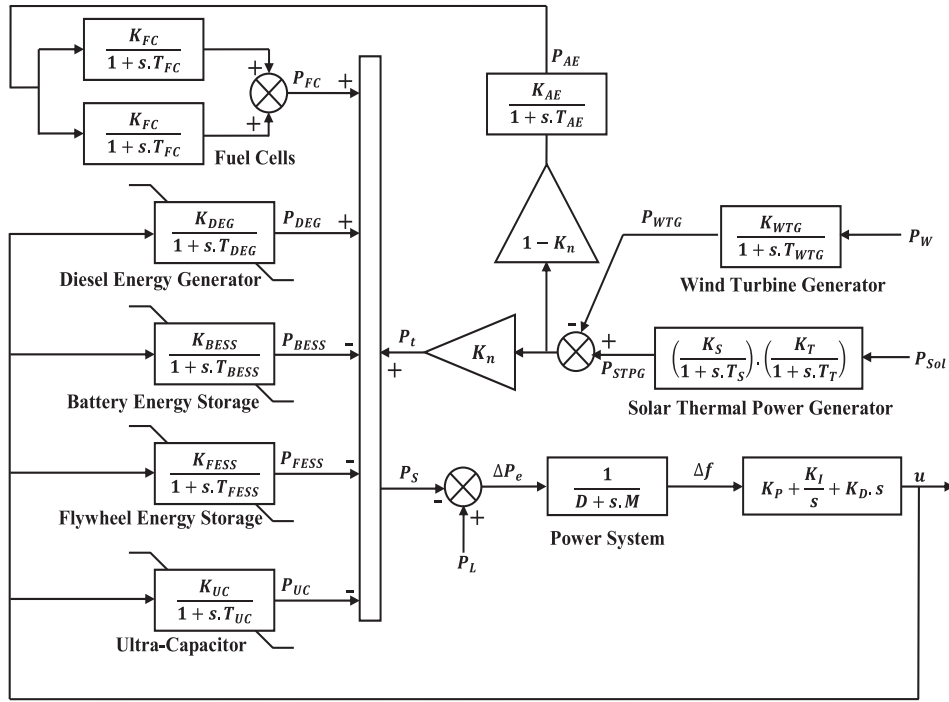 K_FC
1 + s.T_FC
+
P_FC
+
K_FC
1 + s.T_FC
+
Fuel Cells
P_AE
K_AE
1 + s.T_AE
1 − K_n
K_DEG
1 + s.T_DEG
P_DEG
+
Diesel Energy Generator
P_WTG
K_WTG
1 + s.T_WTG
P_W
Wind Turbine Generator
K_BESS
1 + s.T_BESS
P_BESS
-
Battery Energy Storage
P_t
+
K_n
-
+
P_STPG
(K_S / 1 + s.T_S) . (K_T / 1 + s.T_T)
P_Sol
Solar Thermal Power Generator
K_FESS
1 + s.T_FESS
P_FESS
-
Flywheel Energy Storage
P_S
-
+
P_L
ΔP_e
1
D + s.M
Power System
Δf
K_P + K_I / s + K_D.s
u
K_UC
1 + s.T_UC
P_UC
-
Ultra-Capacitor